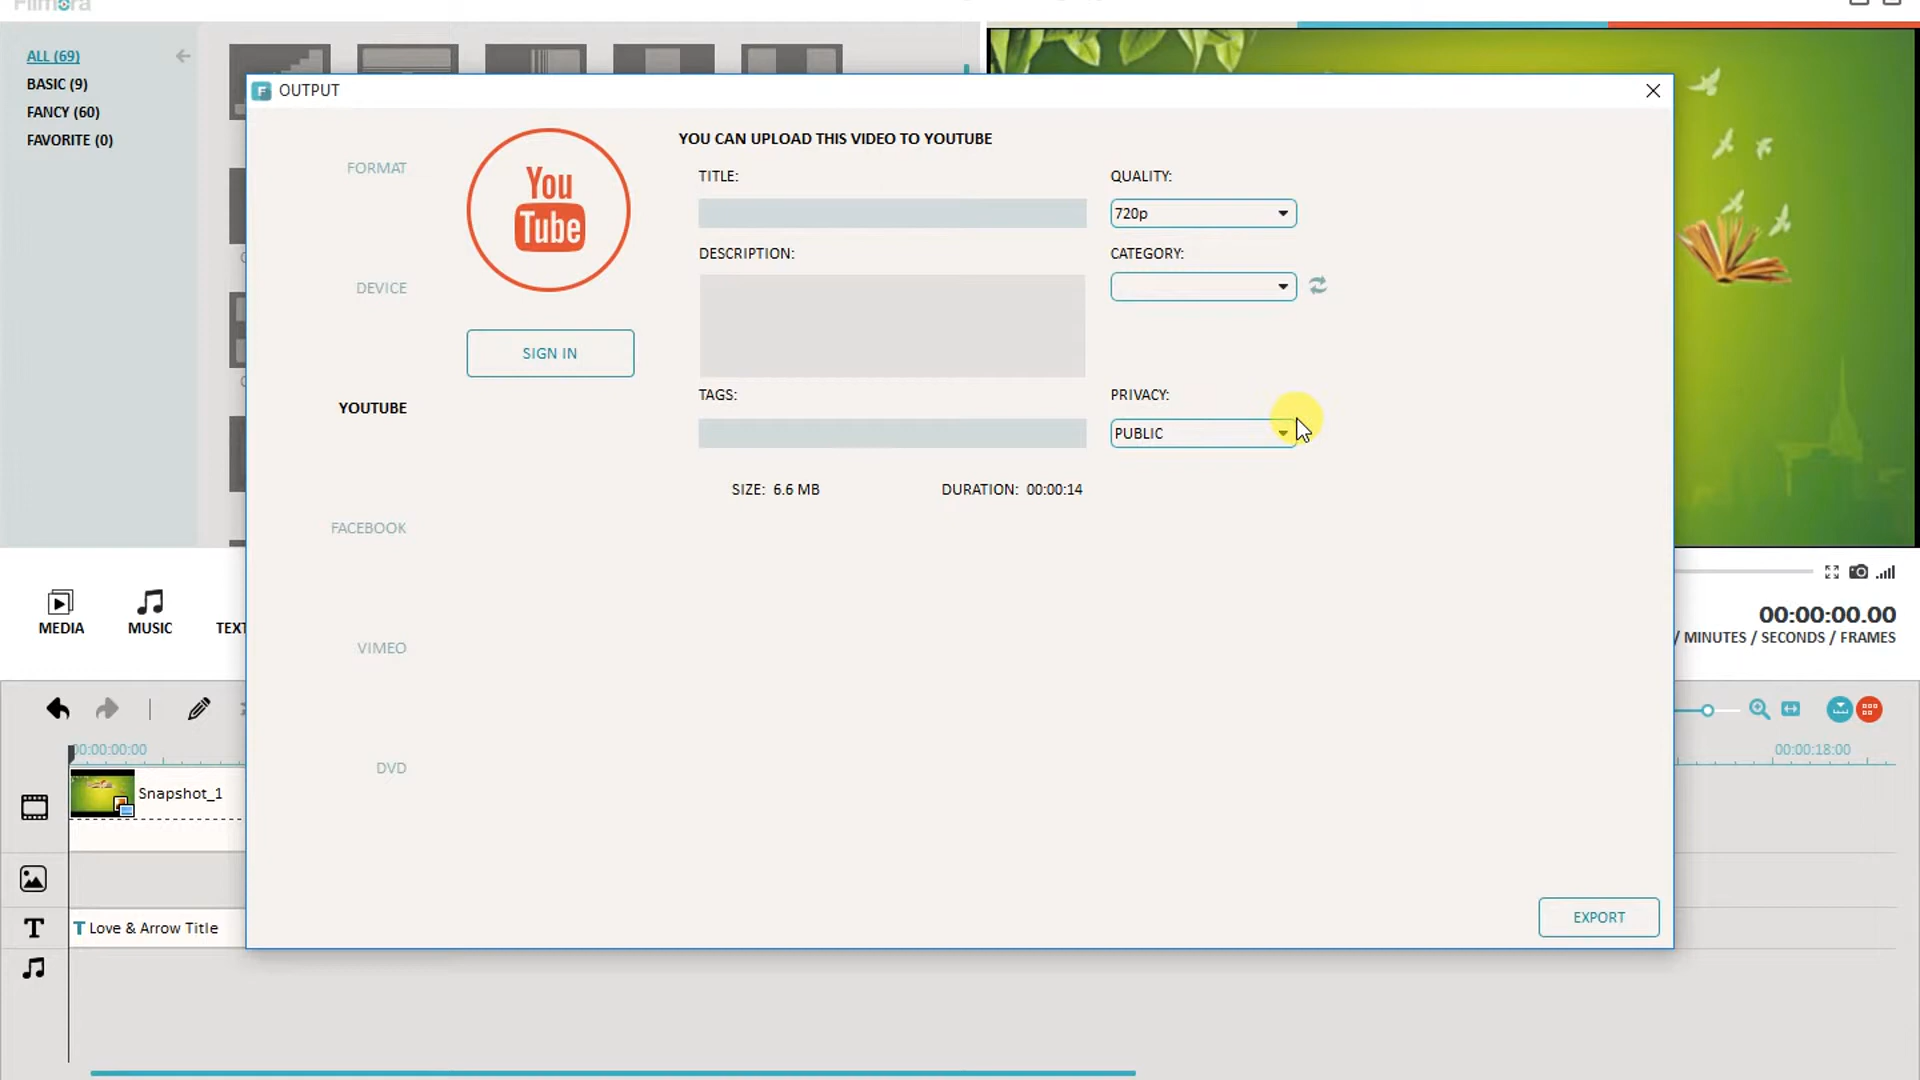 Filmora
ALL (69)
BASIC (9)
FANCY (60)
FAVORITE (0)
OUTPUT
FORMAT
DEVICE
YOUTUBE
FACEBOOK
VIMEO
DVD
You
Tube
SIGN IN
YOU CAN UPLOAD THIS VIDEO TO YOUTUBE
TITLE:
QUALITY:
720p
DESCRIPTION:
CATEGORY:
TAGS:
PRIVACY:
PUBLIC
SIZE: 6.6 MB
DURATION: 00:00:14
EXPORT
MEDIA
MUSIC
TEXT
00:00:00.00
/ MINUTES / SECONDS / FRAMES
00:00:00:00
00:00:18:00
Snapshot_1
T Love & Arrow Title